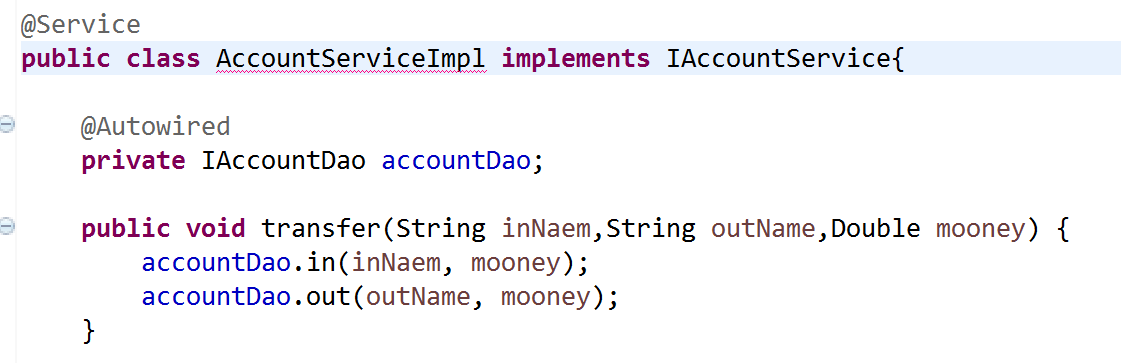 @Service
public class AccountServiceImpl implements IAccountService{
@Autowired
private IAccountDao accountDao;
public void transfer(String inNaem,String outName,Double mooney) {
accountDao.in(inNaem, mooney);
accountDao.out(outName, mooney);
}